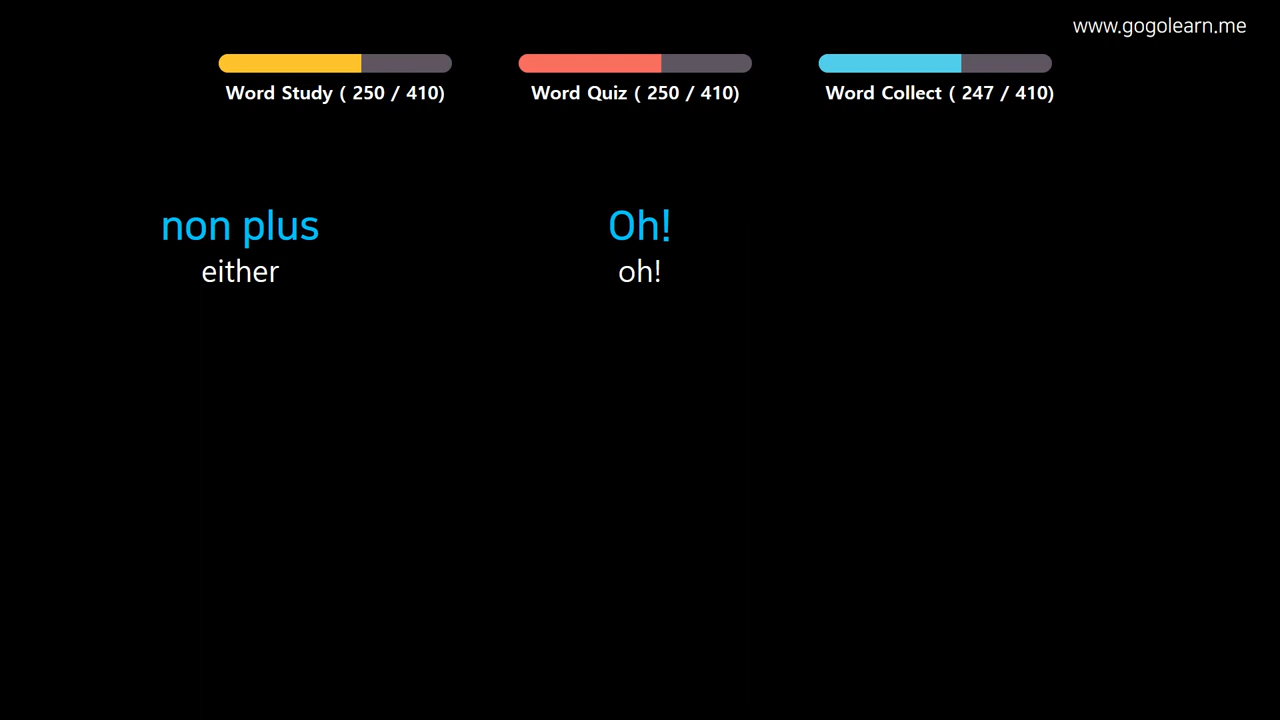 www.gogolearn.me
Word Study ( 250 / 410)
Word Quiz ( 250 / 410)
Word Collect ( 247 / 410)
non plus
either
Oh!
oh!